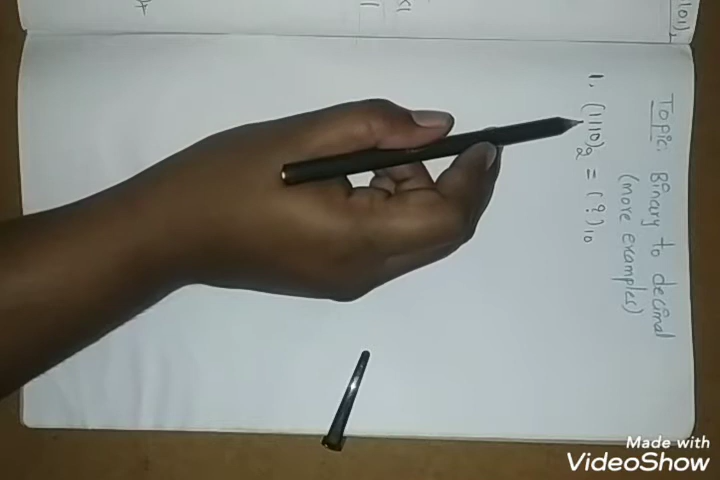 Topic: Binary to decimal
(more examples)
1. (1110)2 = (?)10
Made with
VideoShow